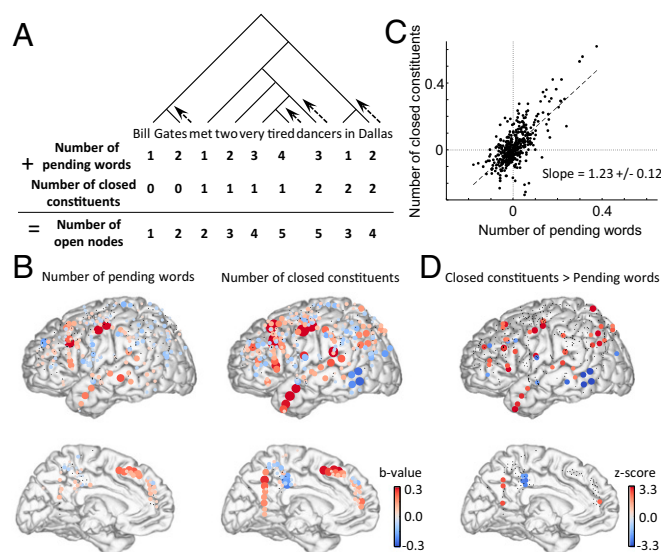 A
Bill Gates met two very tired dancers in Dallas
+ Number of pending words 1 2 1 2 3 4 3 1 2
Number of closed constituents 0 0 1 1 1 1 2 2 2
= Number of open nodes 1 2 2 3 4 5 5 3 4
C
Number of closed constituents
0.4
0
Slope = 1.23 +/- 0.12
0 0.4
Number of pending words
B
Number of pending words
Number of closed constituents
b-value
0.3
0.0
-0.3
D
Closed constituents > Pending words
z-score
3.3
0.0
-3.3